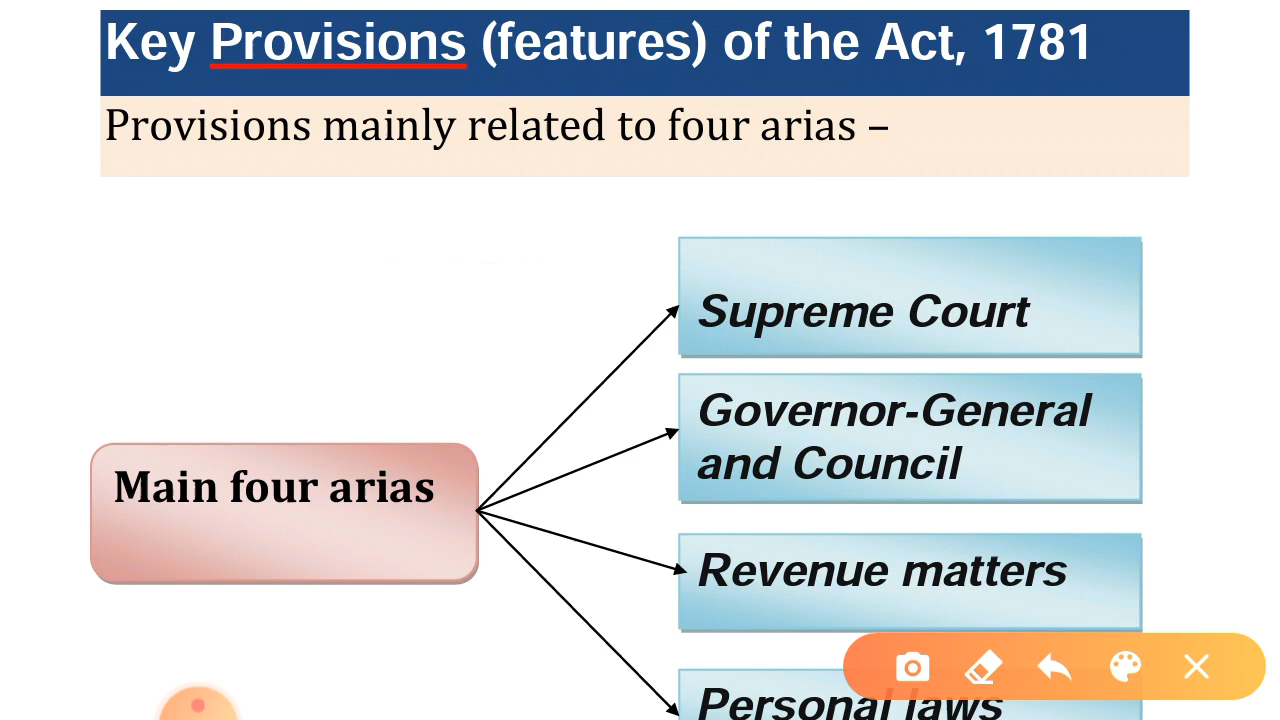 Key Provisions (features) of the Act, 1781
Provisions mainly related to four arias –
Supreme Court
Governor-General
and Council
Main four arias
Revenue matters
Personal laws